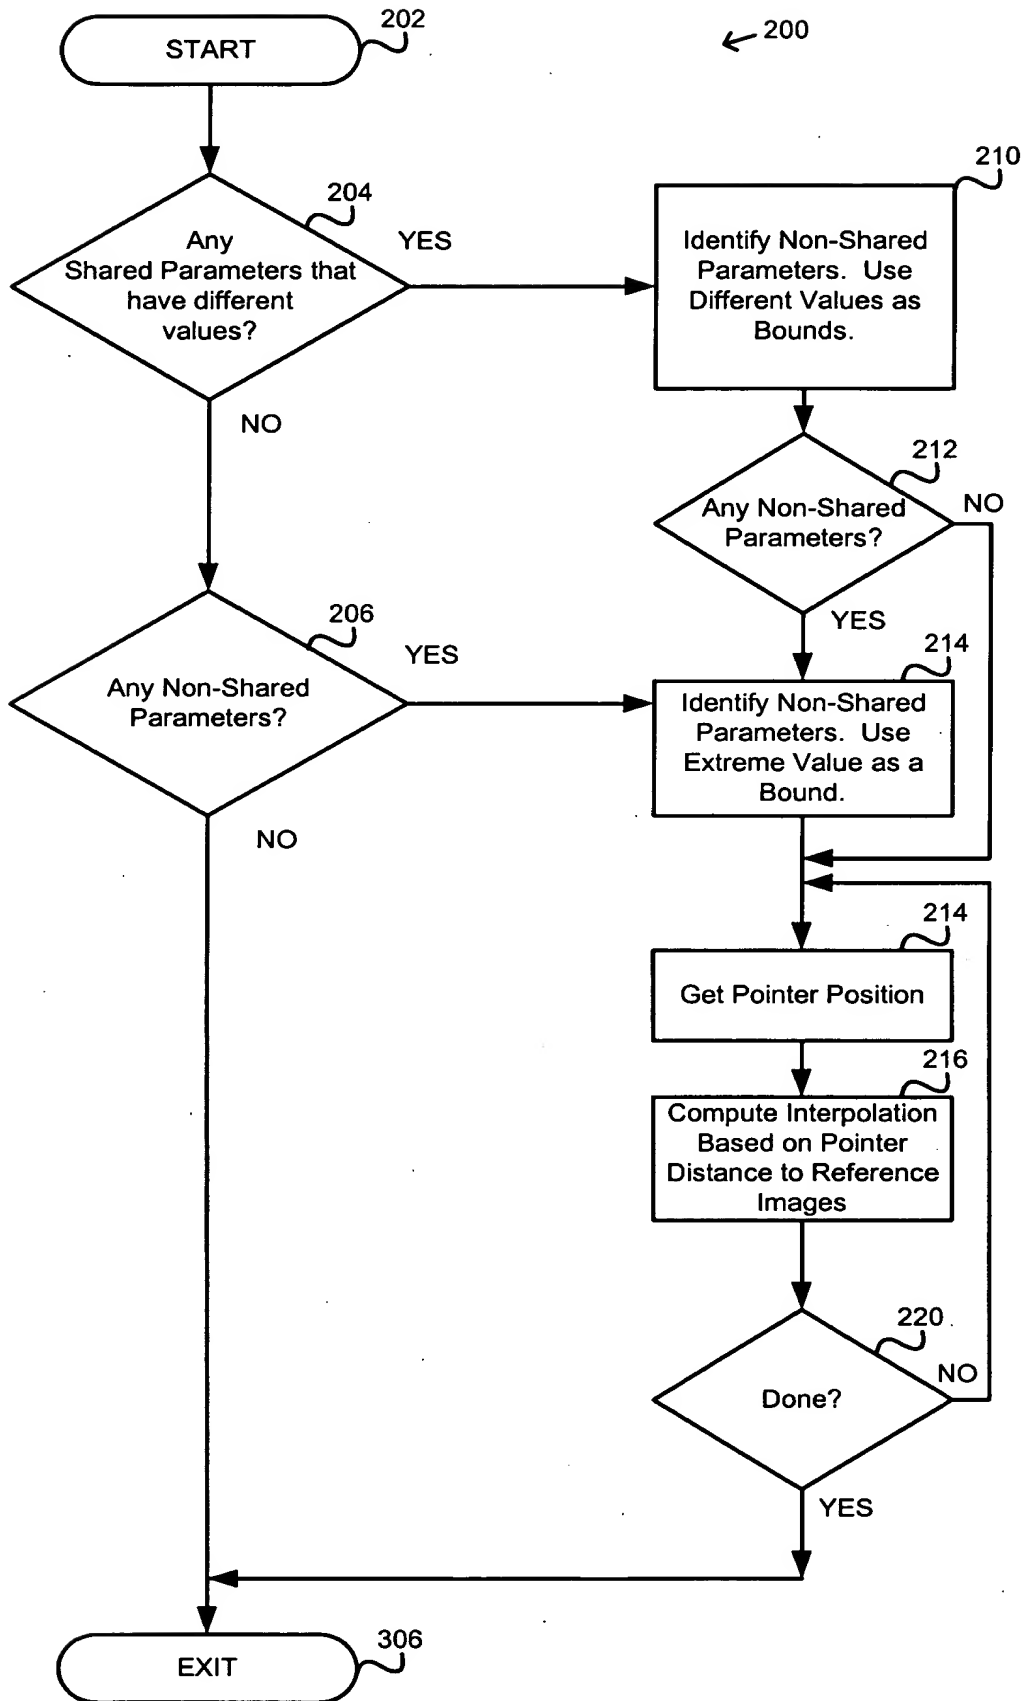 202
START
200
210
204
Any
Shared Parameters that
have different
values?
YES
Identify Non-Shared
Parameters. Use
Different Values as
Bounds.
NO
212
Any Non-Shared
Parameters?
NO
YES
206
Any Non-Shared
Parameters?
YES
214
Identify Non-Shared
Parameters. Use
Extreme Value as a
Bound.
NO
214
Get Pointer Position
216
Compute Interpolation
Based on Pointer
Distance to Reference
Images
220
Done?
NO
YES
306
EXIT